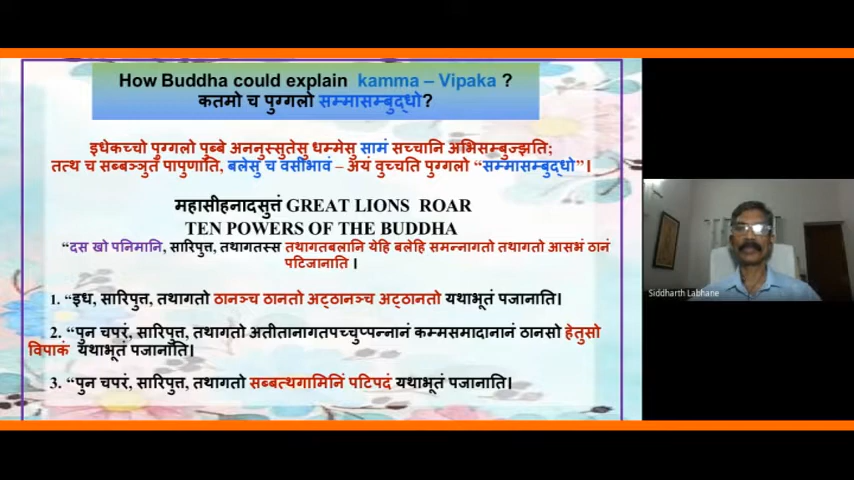 How Buddha could explain kamma – Vipaka ?
कतमो च पुग्गलो सम्मासम्बुद्धो?
इधेकच्चो पुग्गलो पुब्बे अननुस्सुतेसु धम्मेसु सामं सच्चानि अभिसम्बुज्झति;
तत्थ च सब्बञ्ञुतं पापुणाति, बलेसु च वसीभावं – अयं वुच्चति पुग्गलो “सम्मासम्बुद्धो”।
महासीहनादसुत्तं GREAT LIONS ROAR
TEN POWERS OF THE BUDDHA
“दस खो पनिमानि, सारिपुत्त, तथागतस्स तथागतबलानि येहि बलेहि समन्नागतो तथागतो आसभं ठानं
पटिजानाति ।
1. “इध, सारिपुत्त, तथागतो ठानञ्च ठानतो अट्ठानञ्च अट्ठानतो यथाभूतं पजानाति।
2. “पुन चपरं, सारिपुत्त, तथागतो अतीतानागतपच्चुप्पन्नानं कम्मसमादानानं ठानसो हेतुसो
विपाकं यथाभूतं पजानाति।
3. “पुन चपरं, सारिपुत्त, तथागतो सब्बत्थगामिनिं पटिपदं यथाभूतं पजानाति।
Siddharth Labhane